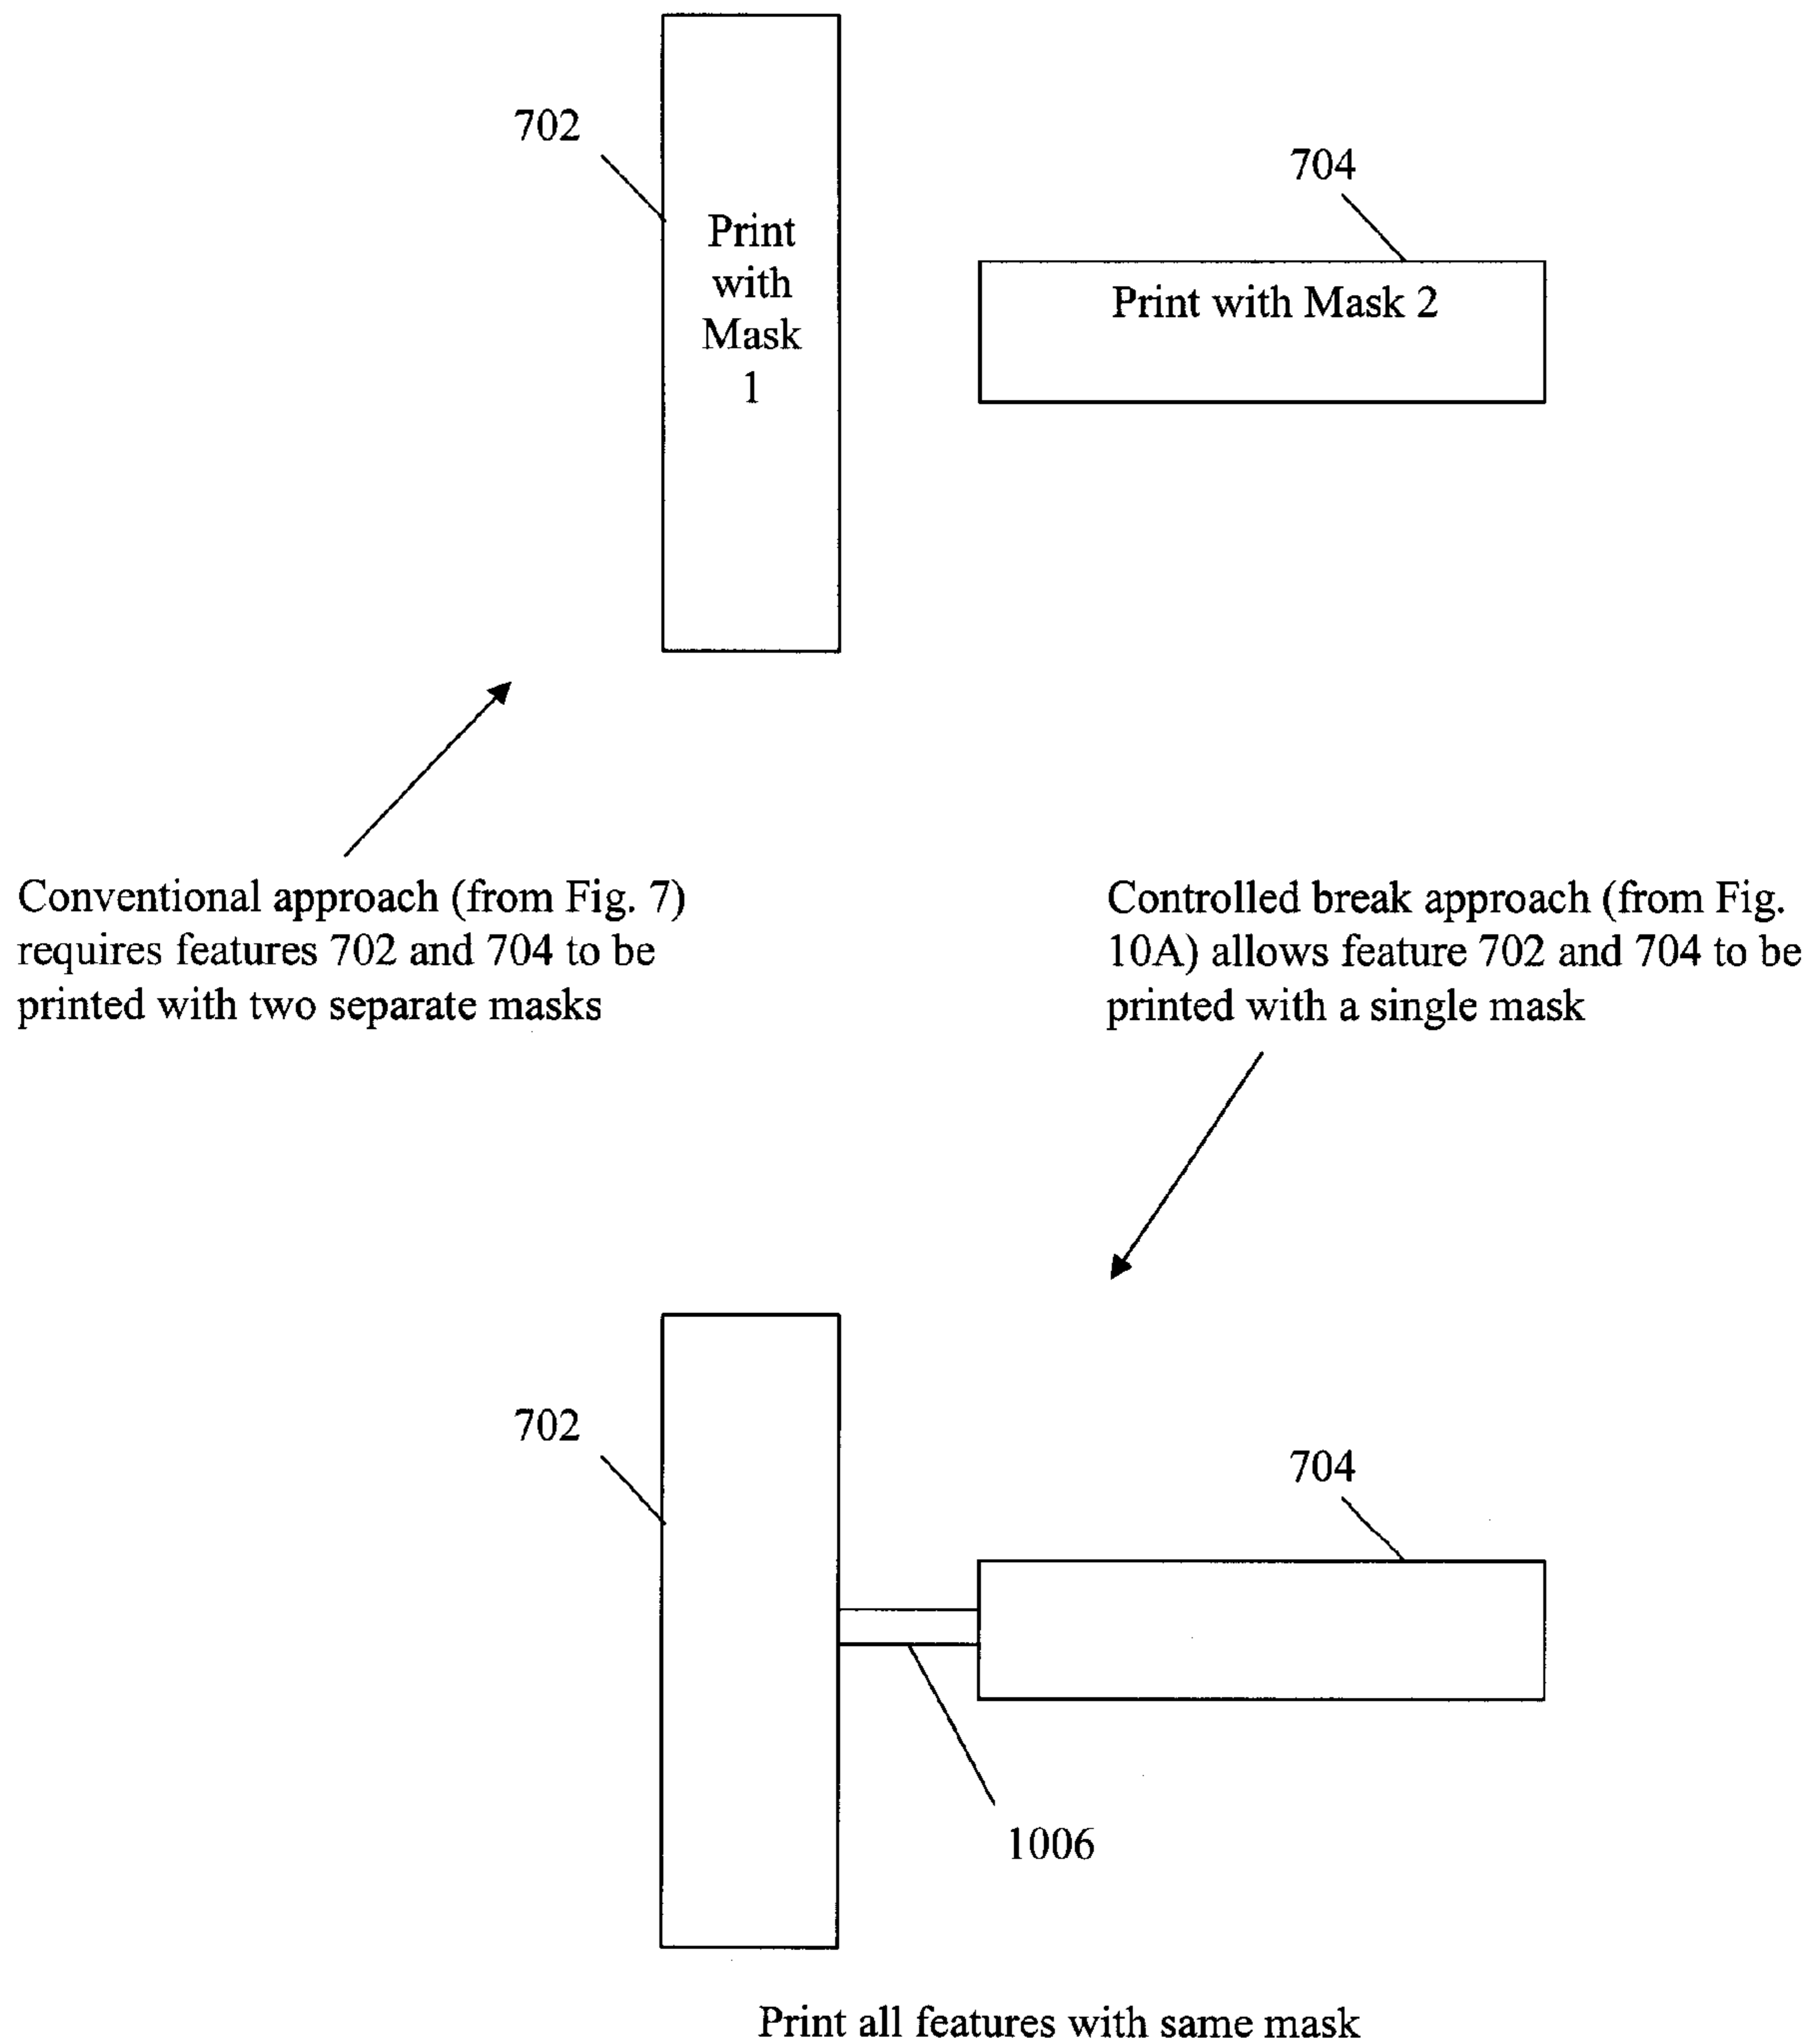 702
704
Print
with
Mask
1
Print with Mask 2
Conventional approach (from Fig. 7)
requires features 702 and 704 to be
printed with two separate masks
Controlled break approach (from Fig.
10A) allows feature 702 and 704 to be
printed with a single mask
702
704
1006
Print all features with same mask